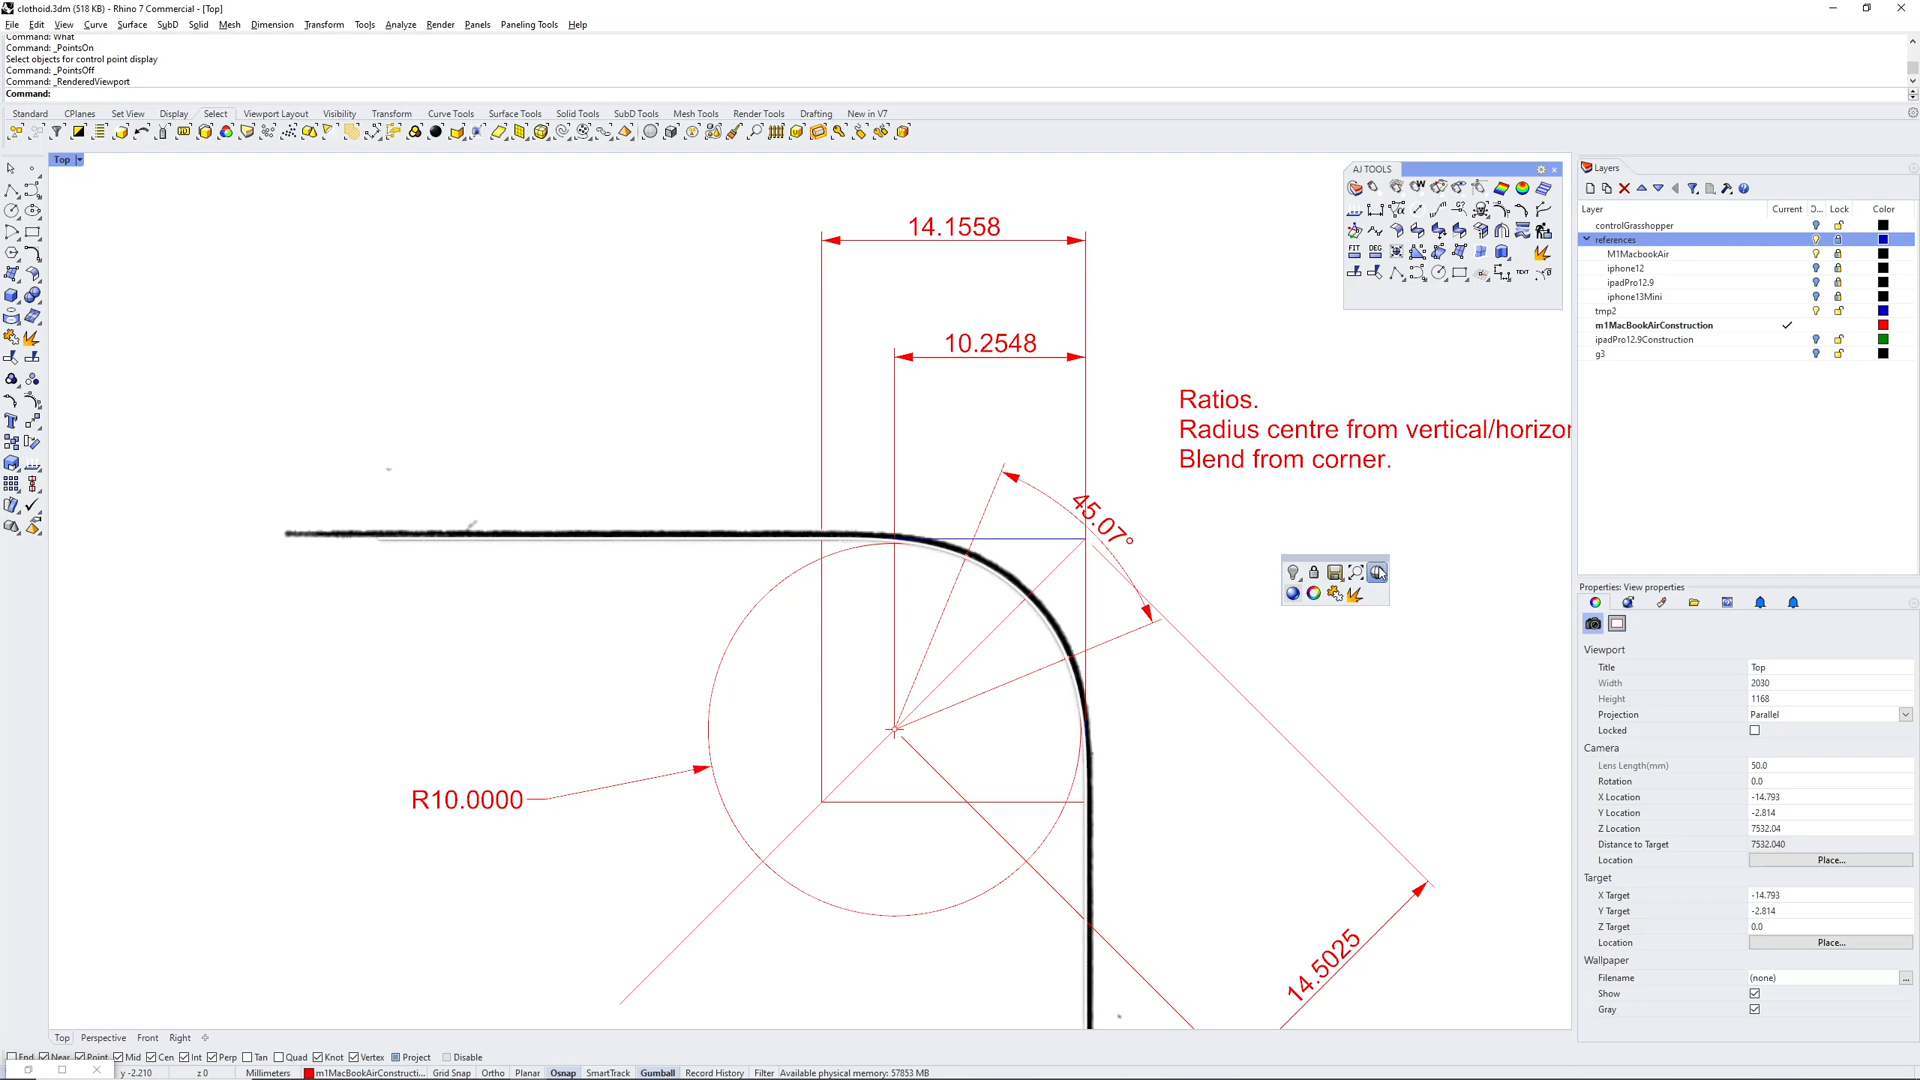 clothoid.3dm (518 KB) - Rhino 7 Commercial - [Top]
File Edit View Curve Surface SubD Solid Mesh Dimension Transform Tools Analyze Render Panels Paneling Tools Help
Command: What
Command: _PointsOn
Select objects for control point display
Command: _PointsOff
Command: _RenderedViewport
Command:
Standard CPlanes Set View Display Select Viewport Layout Visibility Transform Curve Tools Surface Tools Solid Tools SubD Tools Mesh Tools Render Tools Drafting New in V7
Top
AJ TOOLS
FIT DEG
TEXT
14.1558
10.2548
45.07°
R10.0000
14.5025
Ratios.
Radius centre from vertical/horizor
Blend from corner.
Layers
Layer Current O... Lock Color
controlGrasshopper
references
M1MacbookAir
iphone12
ipadPro12.9
iphone13Mini
tmp2
m1MacBookAirConstruction
ipadPro12.9Construction
g3
Properties: View properties
Viewport
Title Top
Width 2030
Height 1168
Projection Parallel
Locked
Camera
Lens Length(mm) 50.0
Rotation 0.0
X Location -14.793
Y Location -2.814
Z Location 7532.04
Distance to Target 7532.040
Location Place...
Target
X Target -14.793
Y Target -2.814
Z Target 0.0
Location Place...
Wallpaper
Filename (none) ...
Show
Gray
Top Perspective Front Right
End Near Point Mid Cen Int Perp Tan Quad Knot Vertex Project Disable
y -2.210 z 0 Millimeters m1MacBookAirConstructi... Grid Snap Ortho Planar Osnap SmartTrack Gumball Record History Filter Available physical memory: 57853 MB